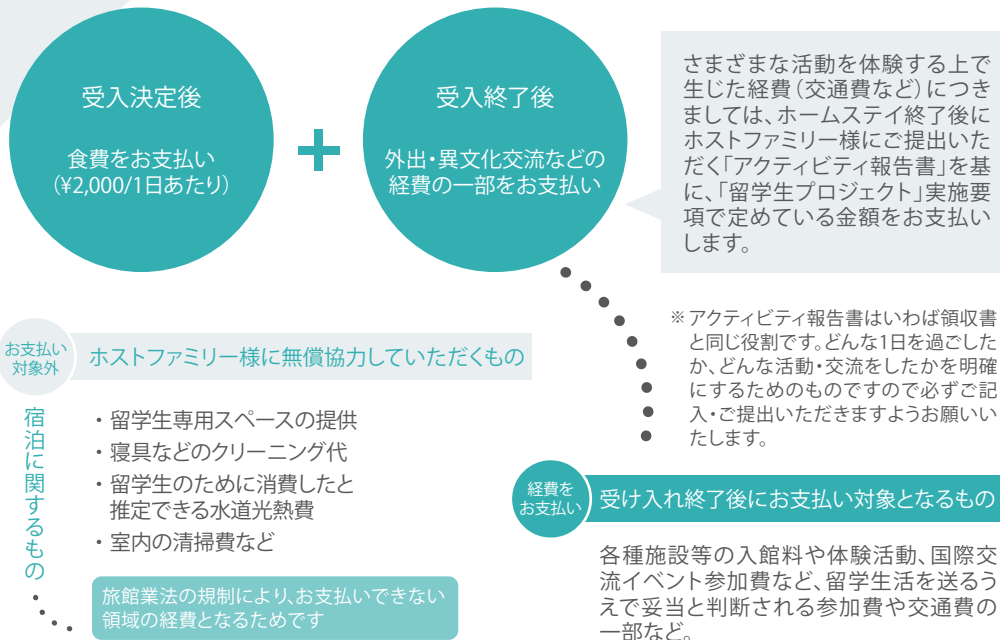 受入決定後
食費をお支払い
(¥2,000/1日あたり)
受入終了後
外出・異文化交流などの
経費の一部をお支払い
さまざまな活動を体験する上で
生じた経費(交通費など)につき
ましては、ホームステイ終了後に
ホストファミリー様にご提出いた
だく「アクティビティ報告書」を基
に、「留学生プロジェクト」実施要
項で定めている金額をお支払い
します。
※アクティビティ報告書はいわば領収書
と同じ役割です。どんな1日を過ごした
か、どんな活動・交流をしたかを明確
にするためのものですので必ずご記
入・ご提出いただきますようお願いい
たします。
お支払い
対象外
ホストファミリー様に無償協力していただくもの
宿泊に関するもの
・留学生専用スペースの提供
・寝具などのクリーニング代
・留学生のために消費したと
推定できる水道光熱費
・室内の清掃費など
旅館業法の規制により、お支払いできない
領域の経費となるためです
経費を
お支払い
受け入れ終了後にお支払い対象となるもの
各種施設等の入館料や体験活動、国際交
流イベント参加費など、留学生活を送るう
えで妥当と判断される参加費や交通費の
一部など。